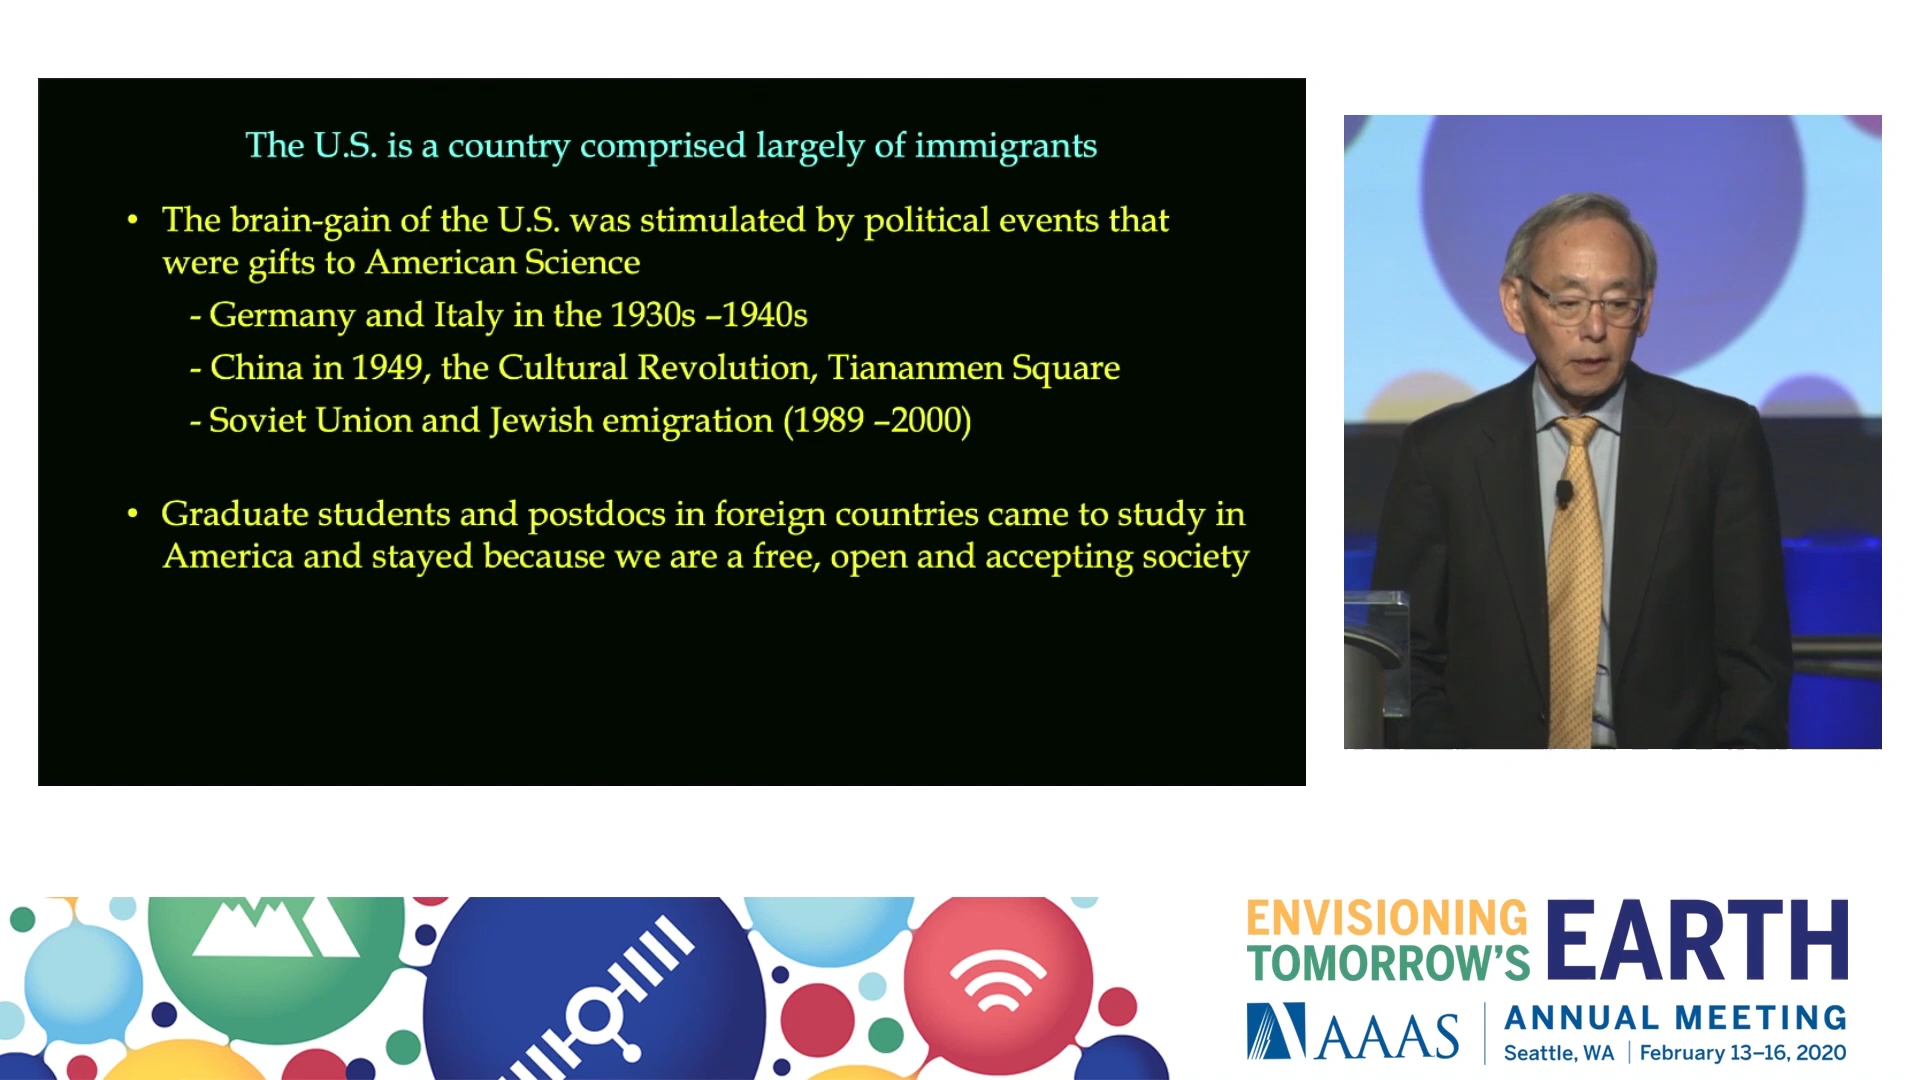 The U.S. is a country comprised largely of immigrants
• The brain-gain of the U.S. was stimulated by political events that
were gifts to American Science
- Germany and Italy in the 1930s –1940s
- China in 1949, the Cultural Revolution, Tiananmen Square
- Soviet Union and Jewish emigration (1989 –2000)
• Graduate students and postdocs in foreign countries came to study in
America and stayed because we are a free, open and accepting society
ENVISIONING
TOMORROW'S
EARTH
AAAS
ANNUAL MEETING
Seattle, WA | February 13–16, 2020